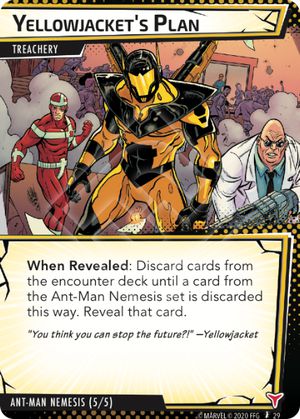 YELLOWJACKET'S PLAN
TREACHERY
When Revealed: Discard cards from
the encounter deck until a card from
the Ant-Man Nemesis set is discarded
this way. Reveal that card.
"You think you can stop the future?!" —Yellowjacket
ANT-MAN NEMESIS (5/5)
© MARVEL © 2020 FFG 29